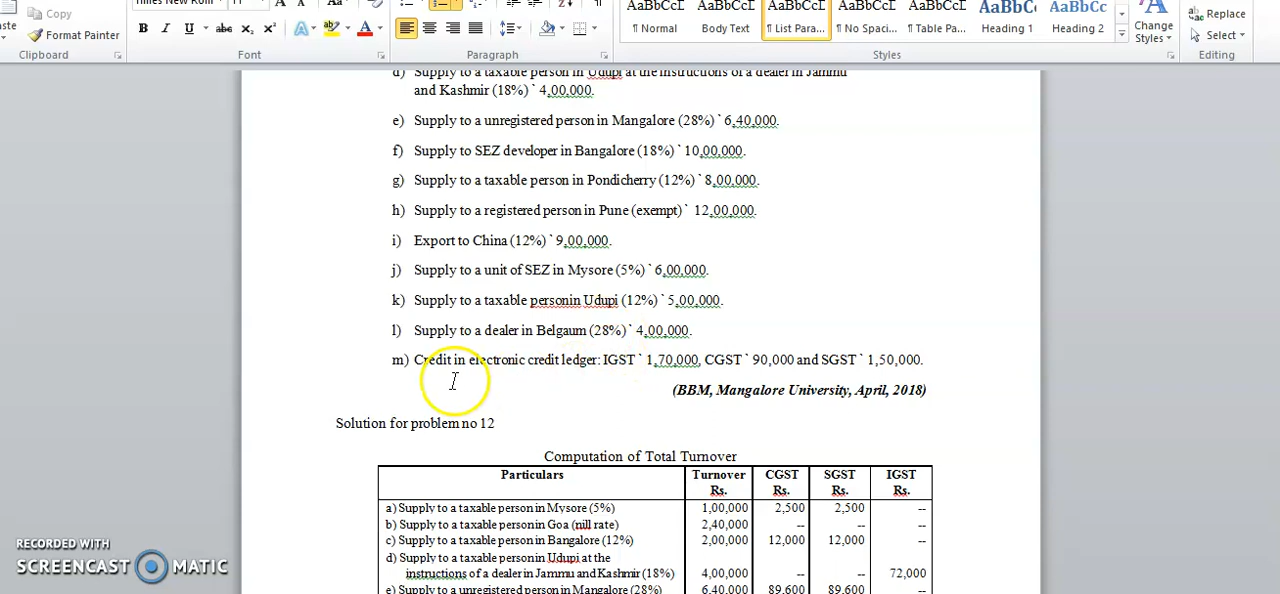 Times New Rom
Aa
Copy
Format Painter
B I U abc X₂ X² A ab A
AaBbCcI AaBbCcI AaBbCcI AaBbCcI AaBbCcI AaBbC AaBbCc
¶ Normal Body Text ¶ List Para... ¶ No Spaci... ¶ Table Pa... Heading 1 Heading 2
Change
Styles
Replace
Select
Clipboard Font Paragraph Styles Editing
d) Supply to a taxable person in Udupi at the instructions of a dealer in Jammu
and Kashmir (18%) ` 4,00,000.
e) Supply to a unregistered person in Mangalore (28%) ` 6,40,000.
f) Supply to SEZ developer in Bangalore (18%) ` 10,00,000.
g) Supply to a taxable person in Pondicherry (12%) ` 8,00,000.
h) Supply to a registered person in Pune (exempt) ` 12,00,000.
i) Export to China (12%) ` 9,00,000.
j) Supply to a unit of SEZ in Mysore (5%) ` 6,00,000.
k) Supply to a taxable personin Udupi (12%) ` 5,00,000.
l) Supply to a dealer in Belgaum (28%) ` 4,00,000.
m) Credit in electronic credit ledger: IGST ` 1,70,000, CGST ` 90,000 and SGST ` 1,50,000.
(BBM, Mangalore University, April, 2018)
Solution for problem no 12
Computation of Total Turnover
Particulars Turnover CGST SGST IGST
Rs. Rs. Rs. Rs.
a) Supply to a taxable person in Mysore (5%) 1,00,000 2,500 2,500 --
b) Supply to a taxable person in Goa (nill rate) 2,40,000 -- -- --
c) Supply to a taxable person in Bangalore (12%) 2,00,000 12,000 12,000 --
d) Supply to a taxable person in Udupi at the
instructions of a dealer in Jammu and Kashmir (18%) 4,00,000 -- -- 72,000
e) Supply to a unregistered person in Mangalore (28%) 6,40,000 89,600 89,600 --
RECORDED WITH
SCREENCAST MATIC